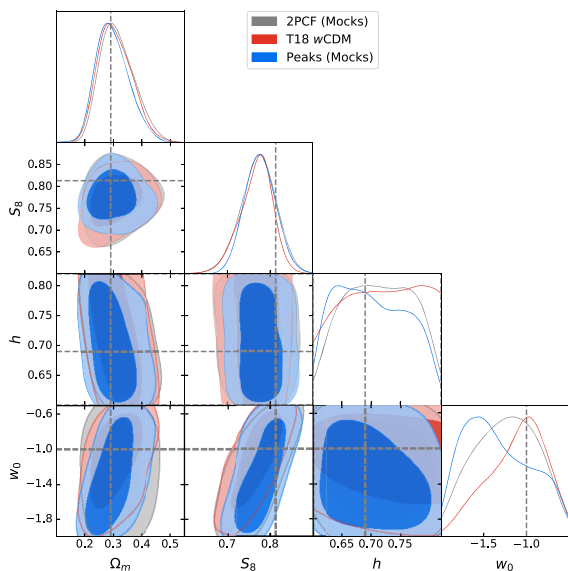 2PCF (Mocks)
T18 wCDM
Peaks (Mocks)
0.85
0.80
0.75
0.70
0.65
S₈
0.80
0.75
0.70
0.65
h
−0.6
−1.0
−1.4
−1.8
w₀
0.2 0.3 0.4 0.5
0.7 0.8
0.65 0.70 0.75
−1.5 −1.0
Ωₘ S₈ h w₀